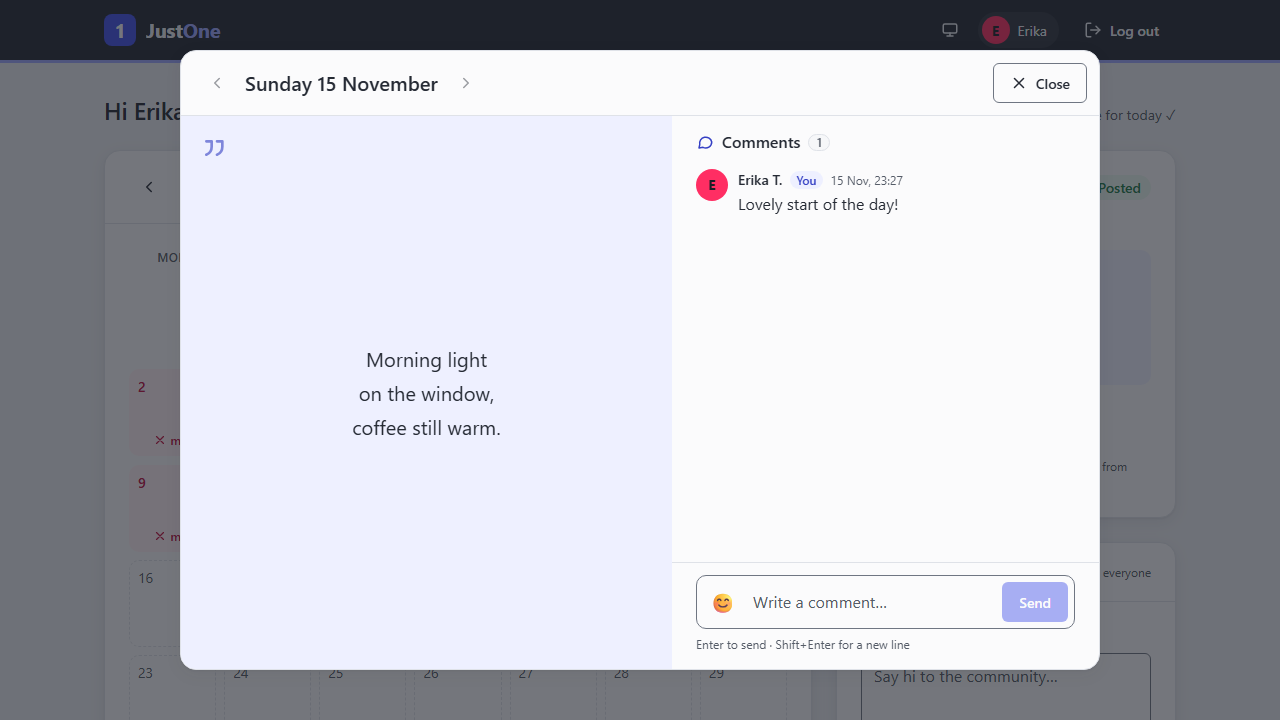 1 JustOne
E Erika
Log out
Hi Erika
for today ✓
Sunday 15 November
Close
Morning light
on the window,
coffee still warm.
Comments 1
E Erika T. You 15 Nov, 23:27
Lovely start of the day!
Write a comment...
Send
Enter to send · Shift+Enter for a new line
Posted
2
9
16
23 24 25 26 27 28 29
from
everyone
Say hi to the community...